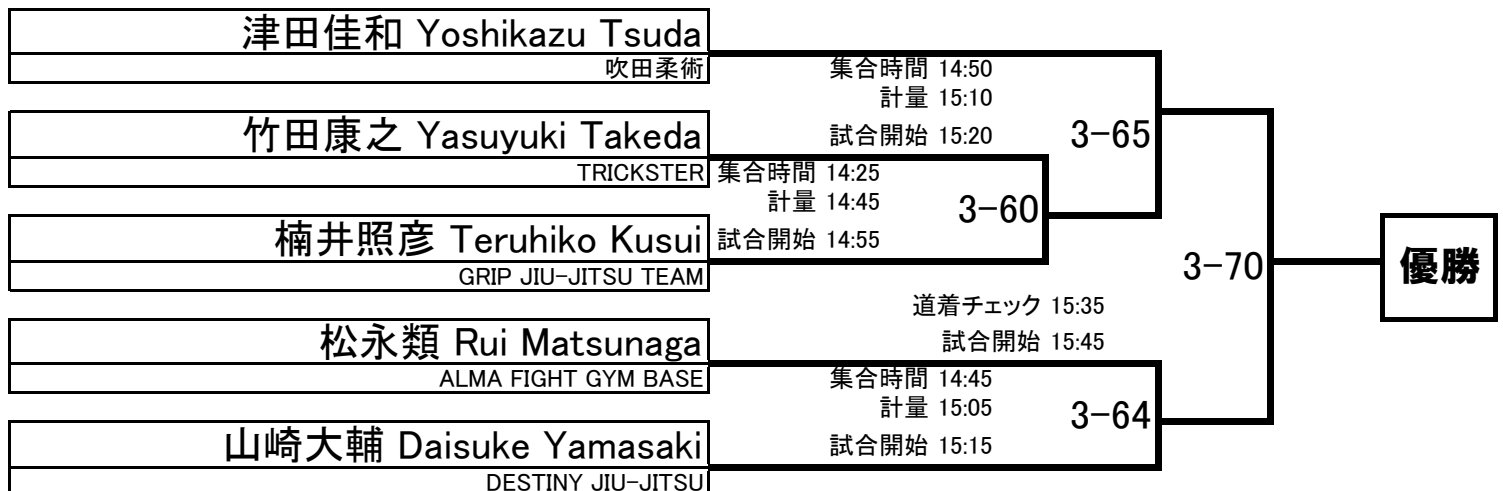 津田佳和 Yoshikazu Tsuda
吹田柔術
集合時間 14:50
計量 15:10
試合開始 15:20
3-65
竹田康之 Yasuyuki Takeda
TRICKSTER
集合時間 14:25
計量 14:45
試合開始 14:55
3-60
楠井照彦 Teruhiko Kusui
GRIP JIU-JITSU TEAM
道着チェック 15:35
試合開始 15:45
3-70
優勝
松永類 Rui Matsunaga
ALMA FIGHT GYM BASE
集合時間 14:45
計量 15:05
試合開始 15:15
3-64
山崎大輔 Daisuke Yamasaki
DESTINY JIU-JITSU